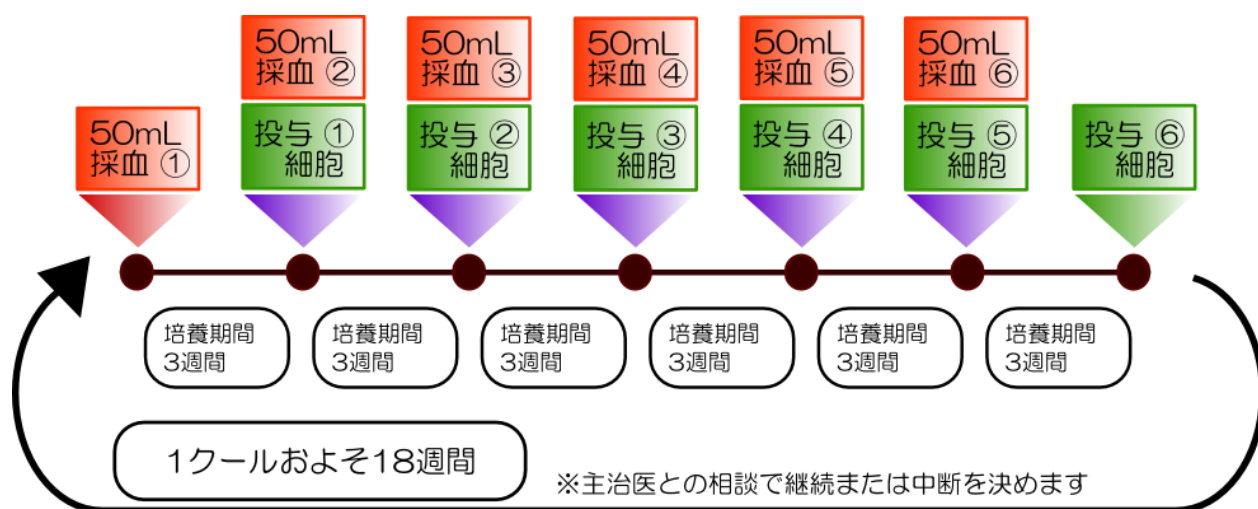 50mL
採血 ①
50mL
採血 ②
投与 ①
細胞
50mL
採血 ③
投与 ②
細胞
50mL
採血 ④
投与 ③
細胞
50mL
採血 ⑤
投与 ④
細胞
50mL
採血 ⑥
投与 ⑤
細胞
投与 ⑥
細胞
培養期間
3週間
培養期間
3週間
培養期間
3週間
培養期間
3週間
培養期間
3週間
培養期間
3週間
1クールおよそ18週間
※主治医との相談で継続または中断を決めます